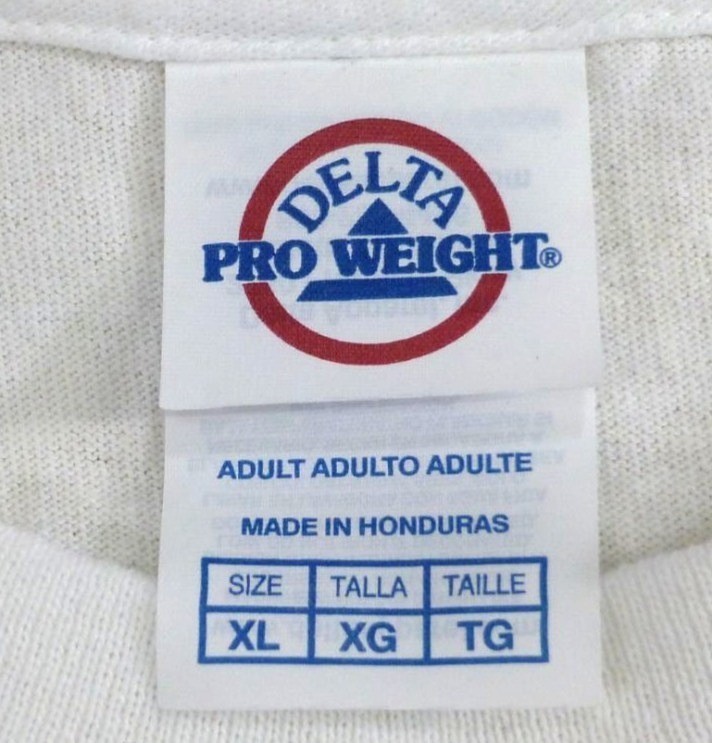 DELTA
PRO WEIGHT®
ADULT ADULTO ADULTE
MADE IN HONDURAS
SIZE TALLA TAILLE
XL XG TG